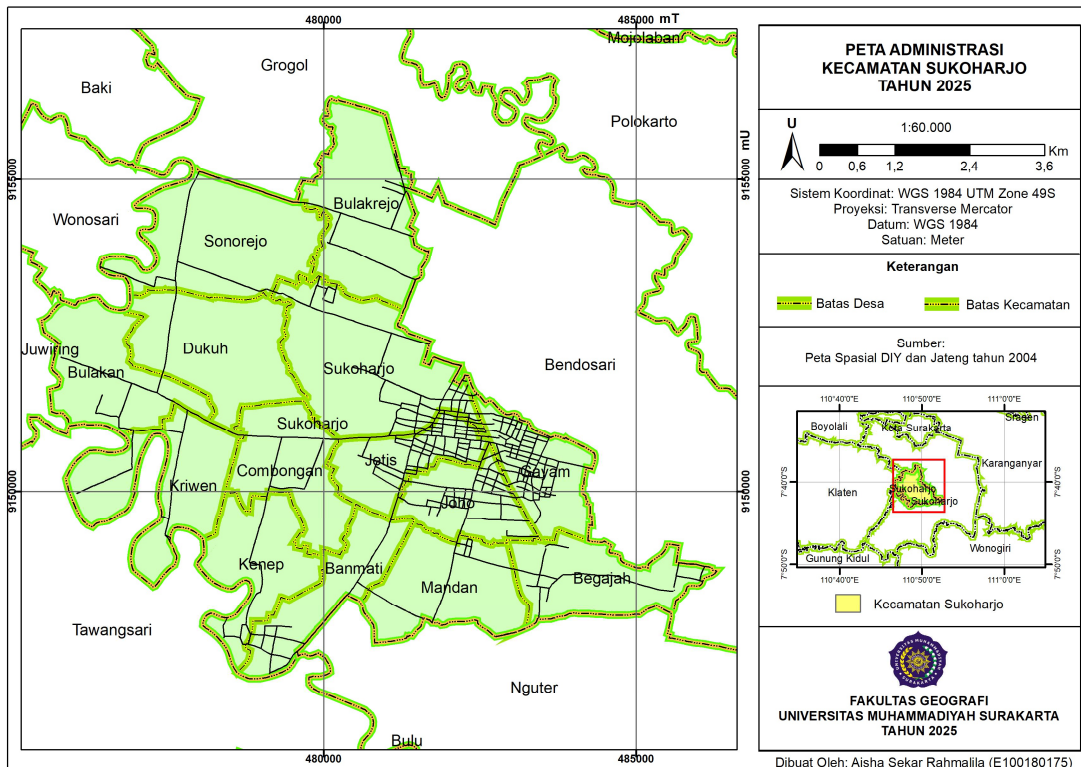 480000
485000 mT
Mojolaban
Grogol
Baki
Polokarto
9155000
9155000 mU
Wonosari
Bulakrejo
Sonorejo
Juwiring
Dukuh
Bulakan
Sukoharjo
Bendosari
Sukoharjo
Combongan
Jetis
Gayam
Kriwen
Joho
9150000
9150000
Kenep
Banmati
Mandan
Begajah
Tawangsari
Nguter
Bulu
480000
485000
PETA ADMINISTRASI
KECAMATAN SUKOHARJO
TAHUN 2025
U
1:60.000
Km
0 0,6 1,2 2,4 3,6
Sistem Koordinat: WGS 1984 UTM Zone 49S
Proyeksi: Transverse Mercator
Datum: WGS 1984
Satuan: Meter
Keterangan
Batas Desa
Batas Kecamatan
Sumber:
Peta Spasial DIY dan Jateng tahun 2004
110°40'0"E 110°50'0"E 111°0'0"E
Boyolali
Kota Surakarta
Sragen
Karanganyar
Klaten
Sukoharjo
Sukoharjo
Wonogiri
Gunung Kidul
7°40'0"S
7°40'0"S
7°50'0"S
7°50'0"S
110°40'0"E 110°50'0"E 111°0'0"E
Kecamatan Sukoharjo
FAKULTAS GEOGRAFI
UNIVERSITAS MUHAMMADIYAH SURAKARTA
TAHUN 2025
Dibuat Oleh: Aisha Sekar Rahmalila (E100180175)